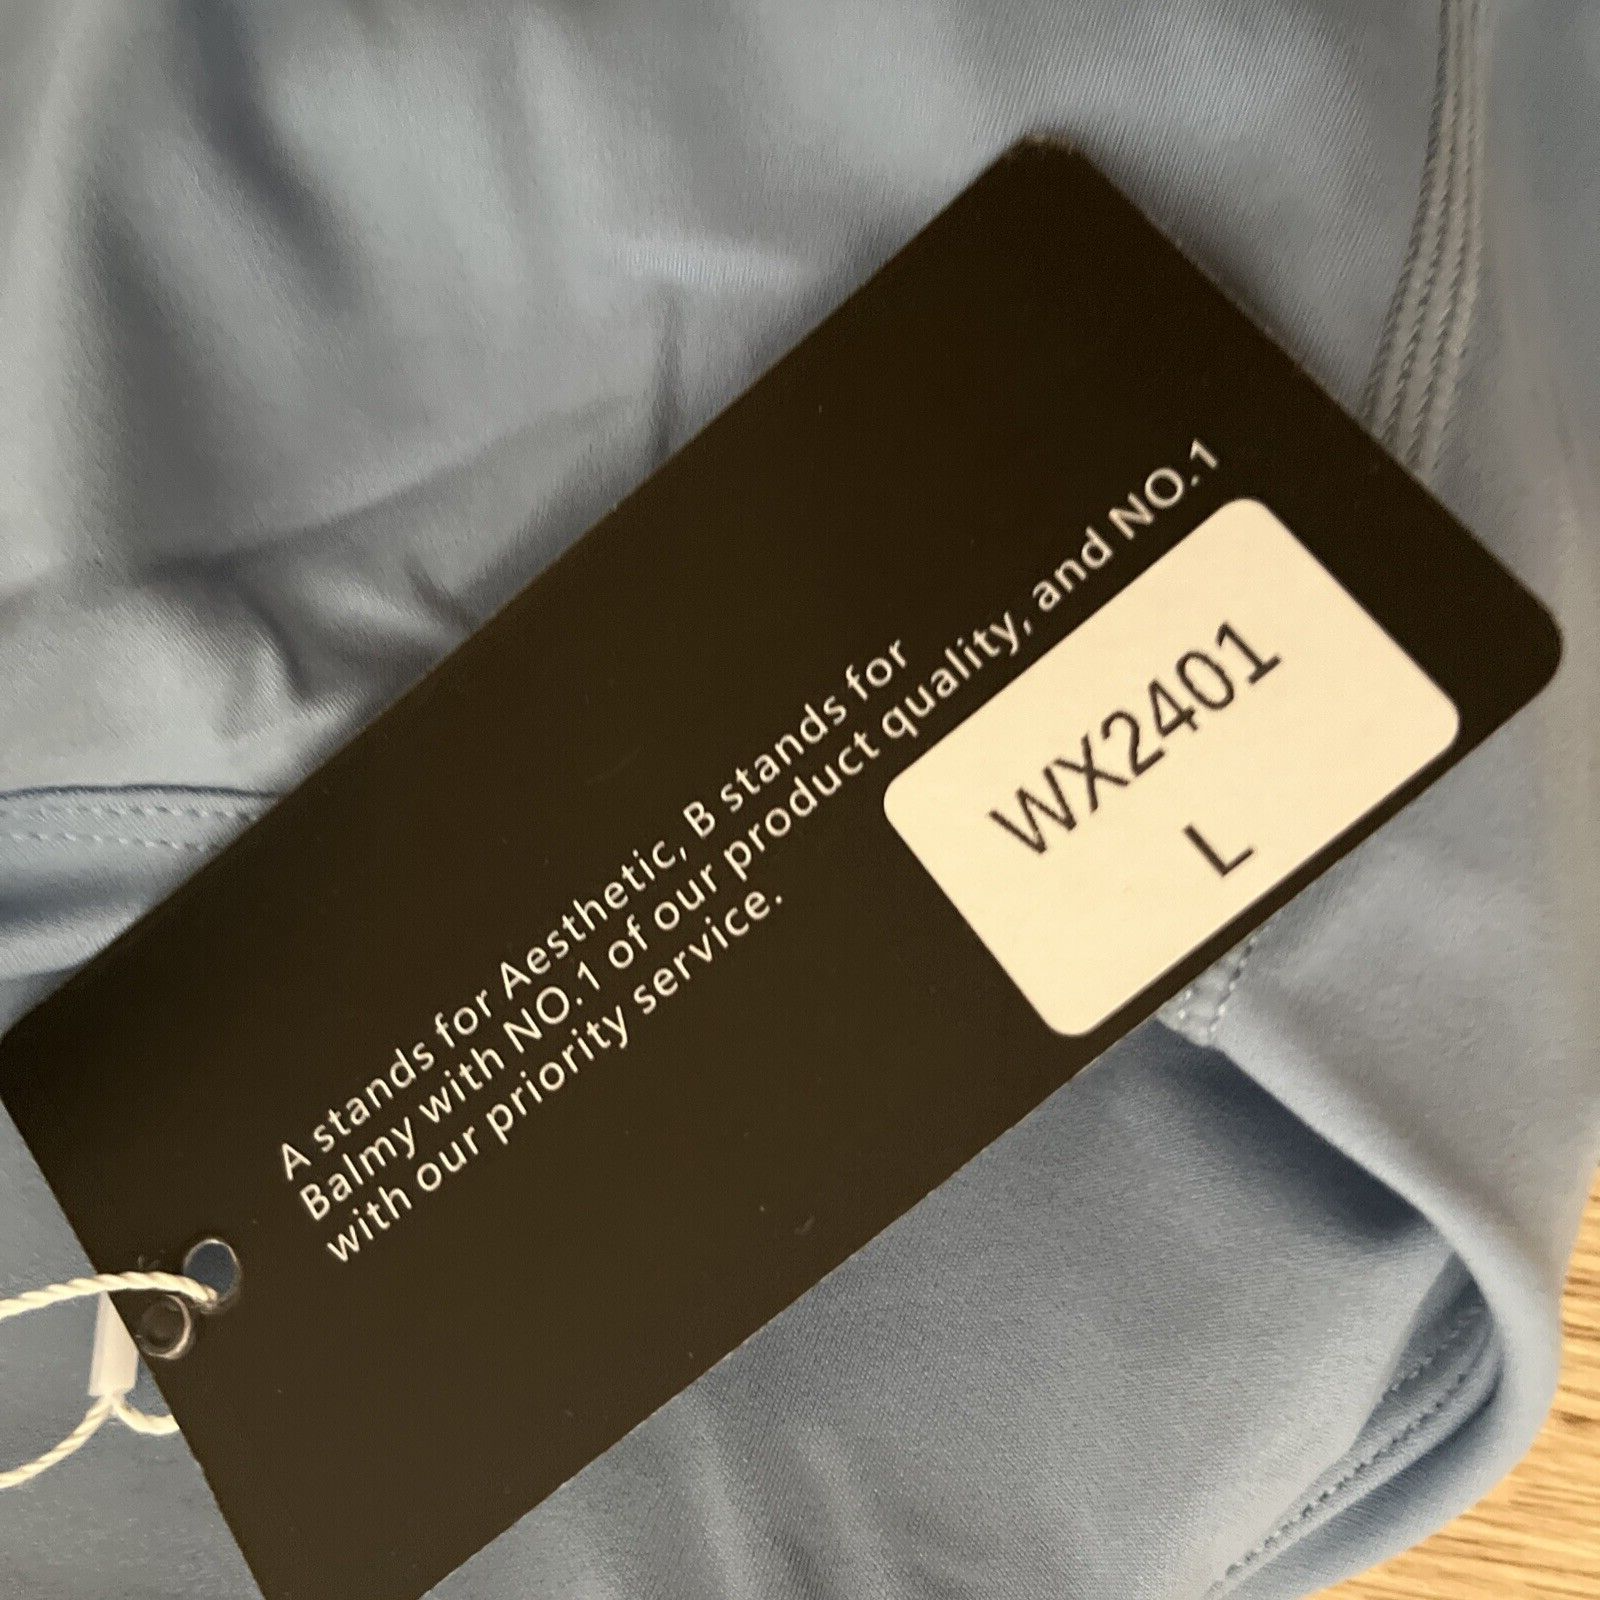 A stands for Aesthetic, B stands for
Balmy with NO.1 of our product quality, and NO.1
with our priority service.
WX2401
L